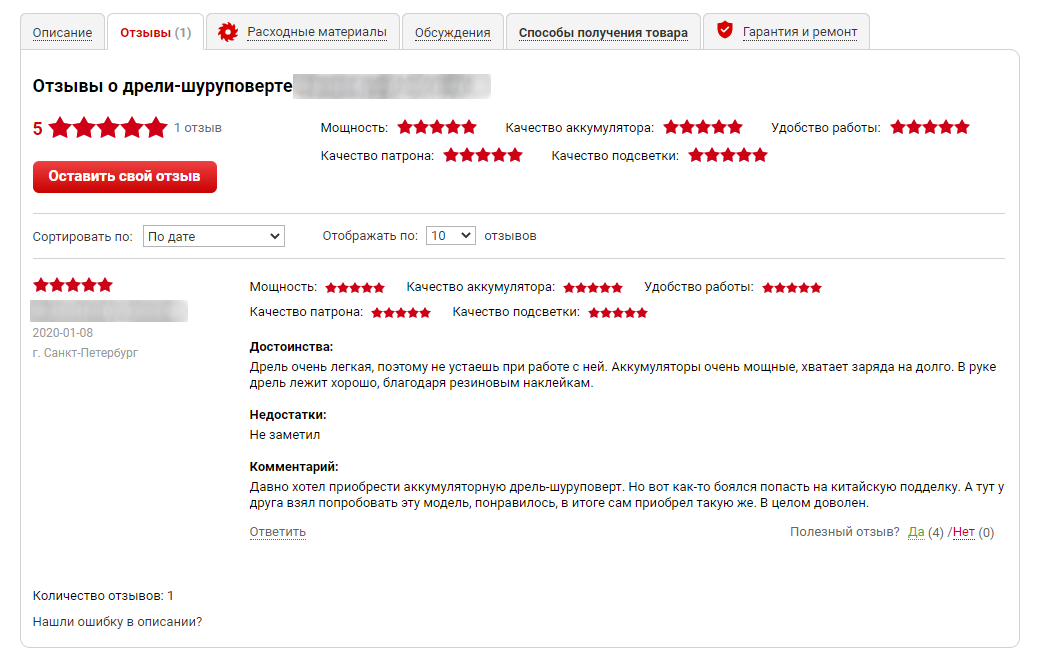 Описание
Отзывы (1)
Расходные материалы
Обсуждения
Способы получения товара
Гарантия и ремонт
Отзывы о дрели-шуруповерте
5
1 отзыв
Мощность:
Качество аккумулятора:
Удобство работы:
Качество патрона:
Качество подсветки:
Оставить свой отзыв
Сортировать по: По дате
Отображать по: 10 отзывов
2020-01-08
г. Санкт-Петербург
Мощность:
Качество аккумулятора:
Удобство работы:
Качество патрона:
Качество подсветки:
Достоинства:
Дрель очень легкая, поэтому не устаешь при работе с ней. Аккумуляторы очень мощные, хватает заряда на долго. В руке
дрель лежит хорошо, благодаря резиновым наклейкам.
Недостатки:
Не заметил
Комментарий:
Давно хотел приобрести аккумуляторную дрель-шуруповерт. Но вот как-то боялся попасть на китайскую подделку. А тут у
друга взял попробовать эту модель, понравилось, в итоге сам приобрел такую же. В целом доволен.
Ответить
Полезный отзыв? Да (4) /Нет (0)
Количество отзывов: 1
Нашли ошибку в описании?